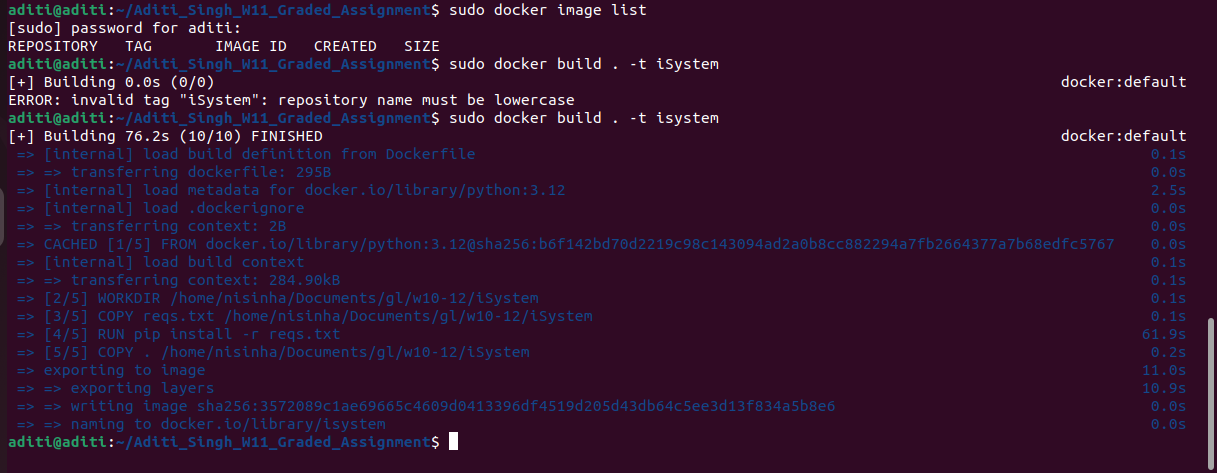 aditi@aditi:~/Aditi_Singh_W11_Graded_Assignment$ sudo docker image list
[sudo] password for aditi:
REPOSITORY   TAG       IMAGE ID   CREATED   SIZE
aditi@aditi:~/Aditi_Singh_W11_Graded_Assignment$ sudo docker build . -t iSystem
[+] Building 0.0s (0/0)                                                          docker:default
ERROR: invalid tag "iSystem": repository name must be lowercase
aditi@aditi:~/Aditi_Singh_W11_Graded_Assignment$ sudo docker build . -t isystem
[+] Building 76.2s (10/10) FINISHED                                              docker:default
 => [internal] load build definition from Dockerfile                                       0.1s
 => => transferring dockerfile: 295B                                                       0.0s
 => [internal] load metadata for docker.io/library/python:3.12                             2.5s
 => [internal] load .dockerignore                                                          0.0s
 => => transferring context: 2B                                                            0.0s
 => CACHED [1/5] FROM docker.io/library/python:3.12@sha256:b6f142bd70d2219c98c143094ad2a0b8cc882294a7fb2664377a7b68edfc5767   0.0s
 => [internal] load build context                                                          0.1s
 => => transferring context: 284.90kB                                                      0.1s
 => [2/5] WORKDIR /home/nisinha/Documents/gl/w10-12/iSystem                                0.1s
 => [3/5] COPY reqs.txt /home/nisinha/Documents/gl/w10-12/iSystem                          0.1s
 => [4/5] RUN pip install -r reqs.txt                                                      61.9s
 => [5/5] COPY . /home/nisinha/Documents/gl/w10-12/iSystem                                 0.2s
 => exporting to image                                                                     11.0s
 => => exporting layers                                                                    10.9s
 => => writing image sha256:3572089c1ae69665c4609d0413396df4519d205d43db64c5ee3d13f834a5b8e6   0.0s
 => => naming to docker.io/library/isystem                                                 0.0s
aditi@aditi:~/Aditi_Singh_W11_Graded_Assignment$